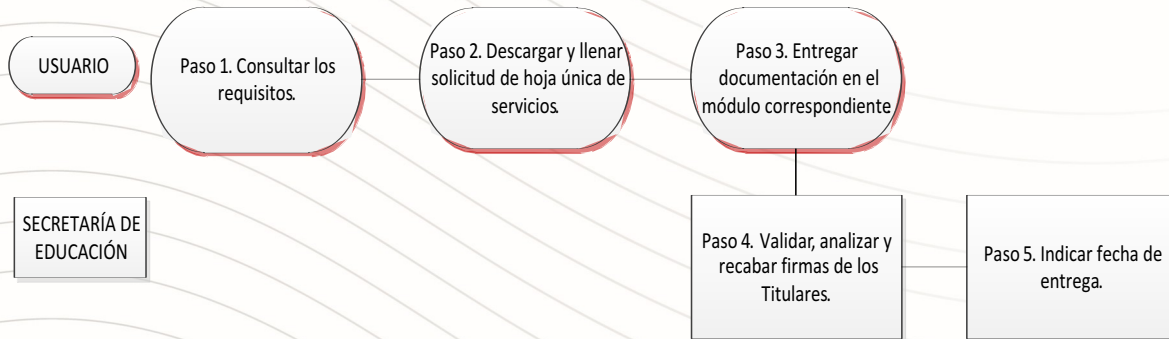 USUARIO
Paso 1. Consultar los
requisitos.
Paso 2. Descargar y llenar
solicitud de hoja única de
servicios.
Paso 3. Entregar
documentación en el
módulo correspondiente
SECRETARÍA DE
EDUCACIÓN
Paso 4. Validar, analizar y
recabar firmas de los
Titulares.
Paso 5. Indicar fecha de
entrega.